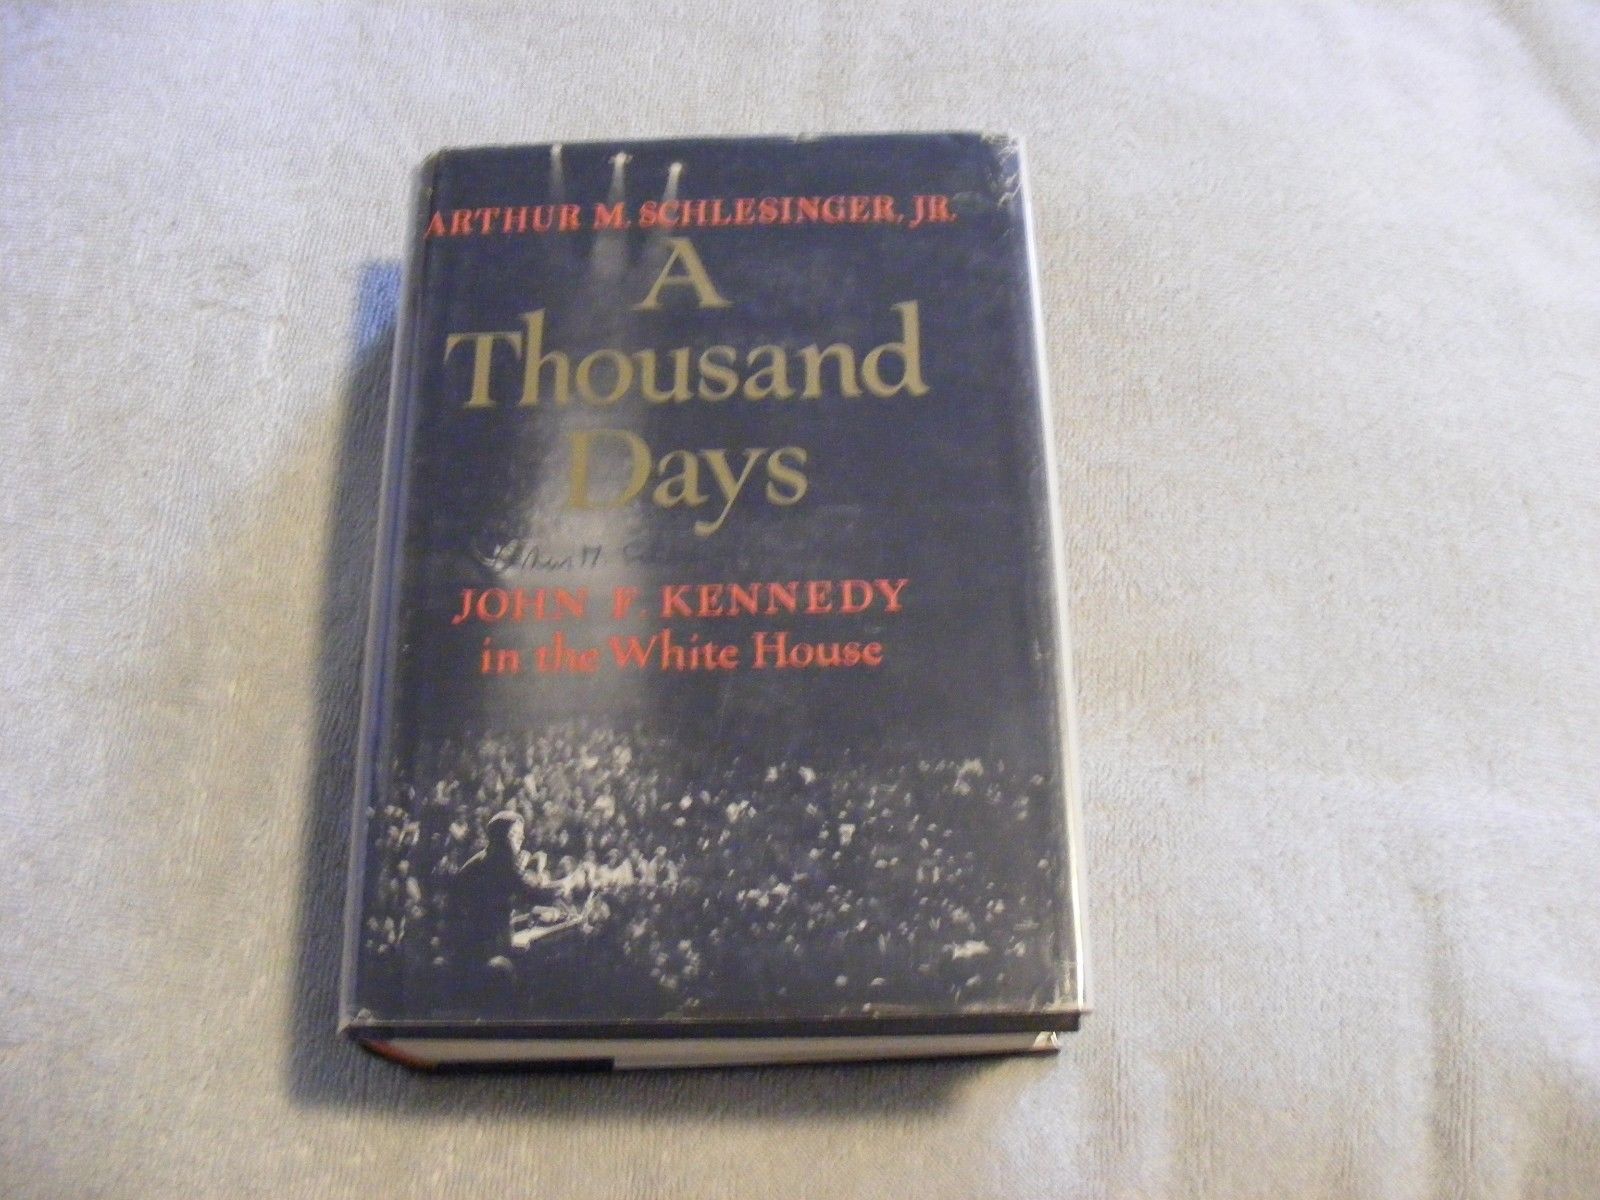 ARTHUR M. SCHLESINGER, JR.
A
Thousand
Days
JOHN F. KENNEDY
in the White House